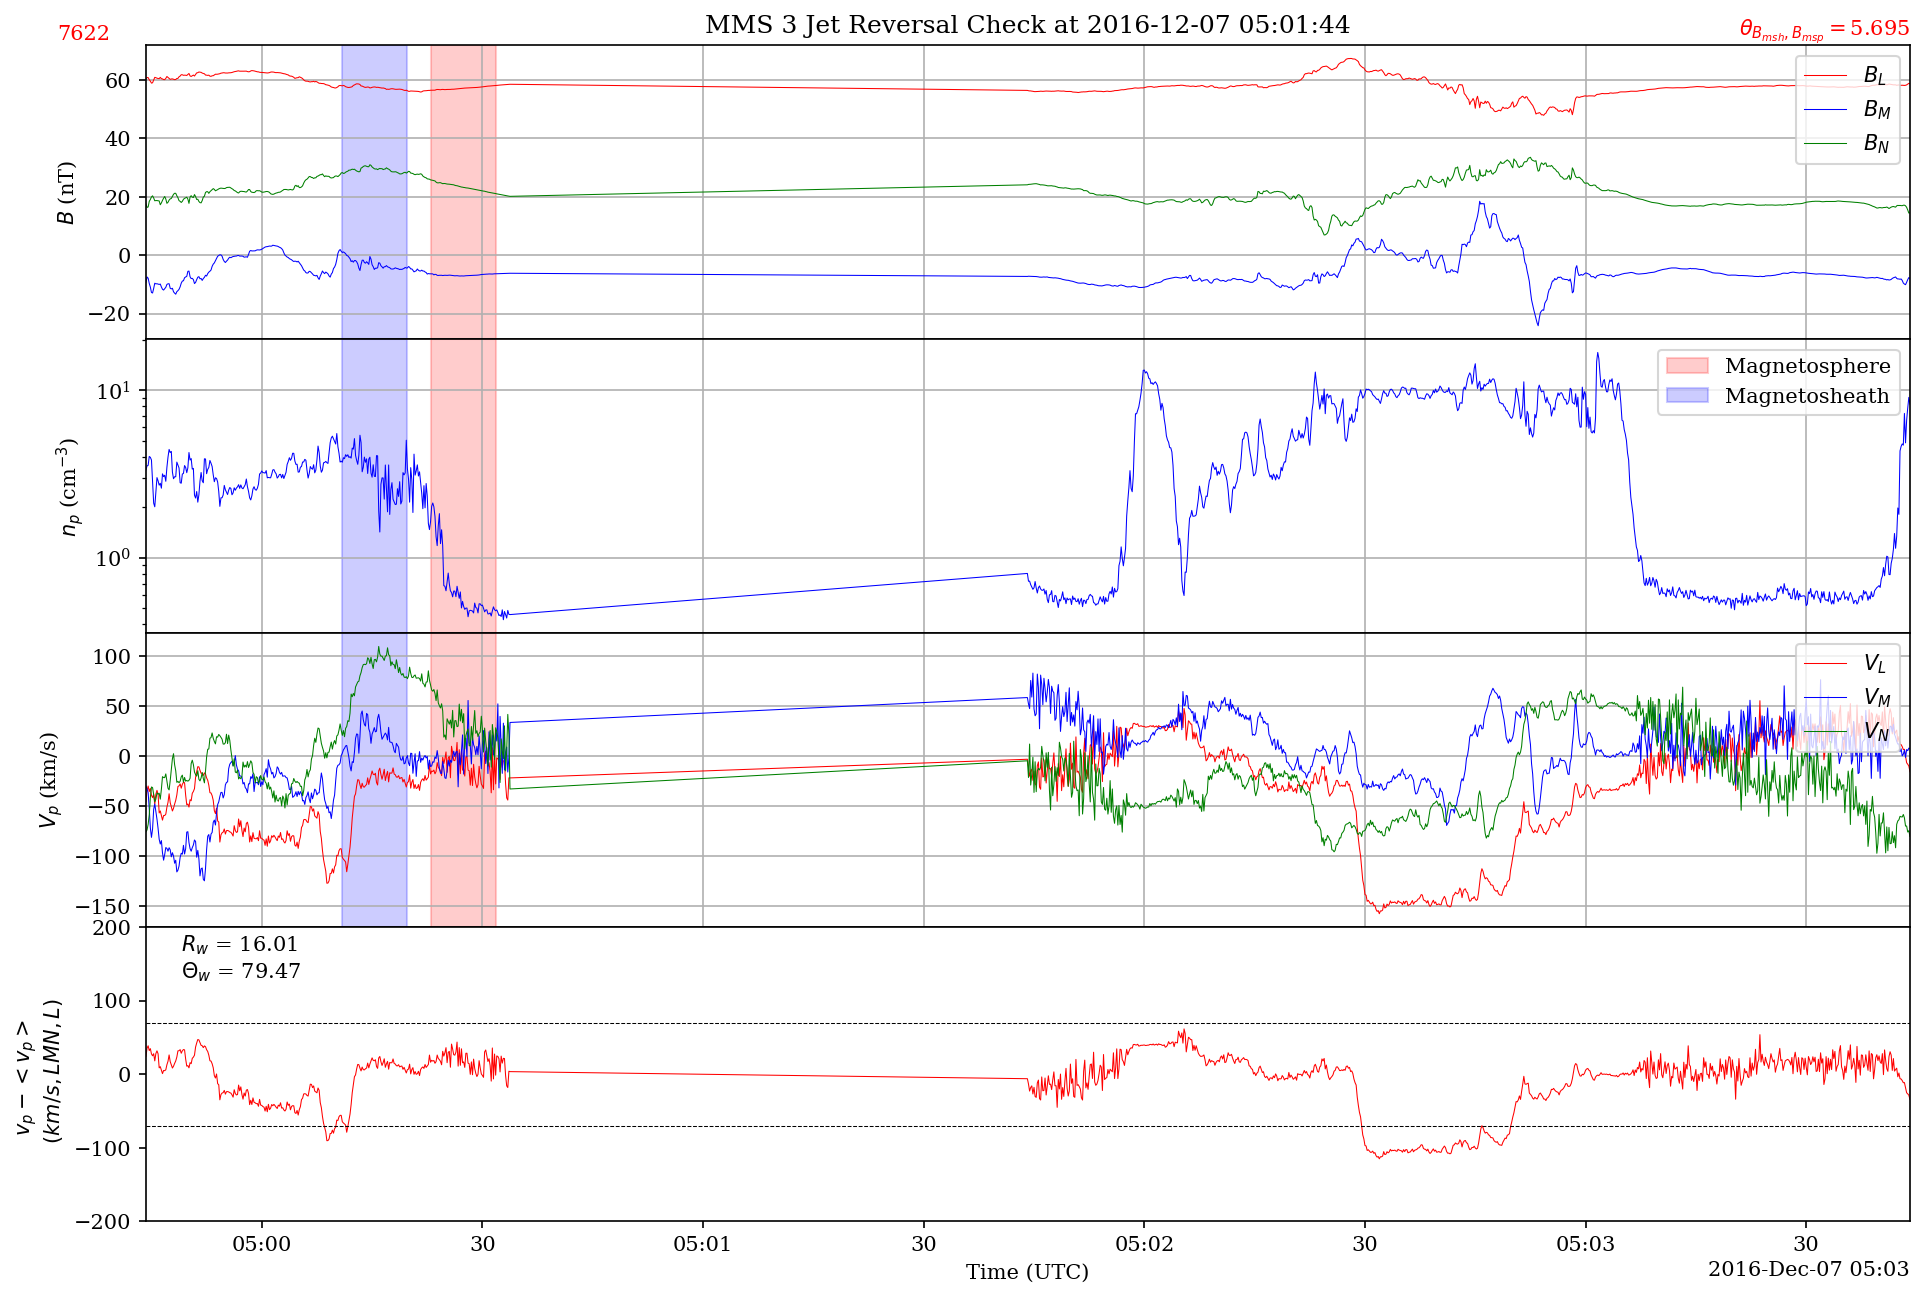 7622
MMS 3 Jet Reversal Check at 2016-12-07 05:01:44
θ_{B_{msh}, B_{msp}} = 5.695
60
40
20
0
−20
B (nT)
B_L
B_M
B_N
10^1
10^0
n_p (cm^{−3})
Magnetosphere
Magnetosheath
100
50
0
−50
−100
−150
V_p (km/s)
V_L
V_M
V_N
200
100
0
−100
−200
v_p − < v_p >
(km/s, LMN, L)
R_w = 16.01
Θ_w = 79.47
05:00
30
05:01
30
05:02
30
05:03
30
Time (UTC)
2016-Dec-07 05:03